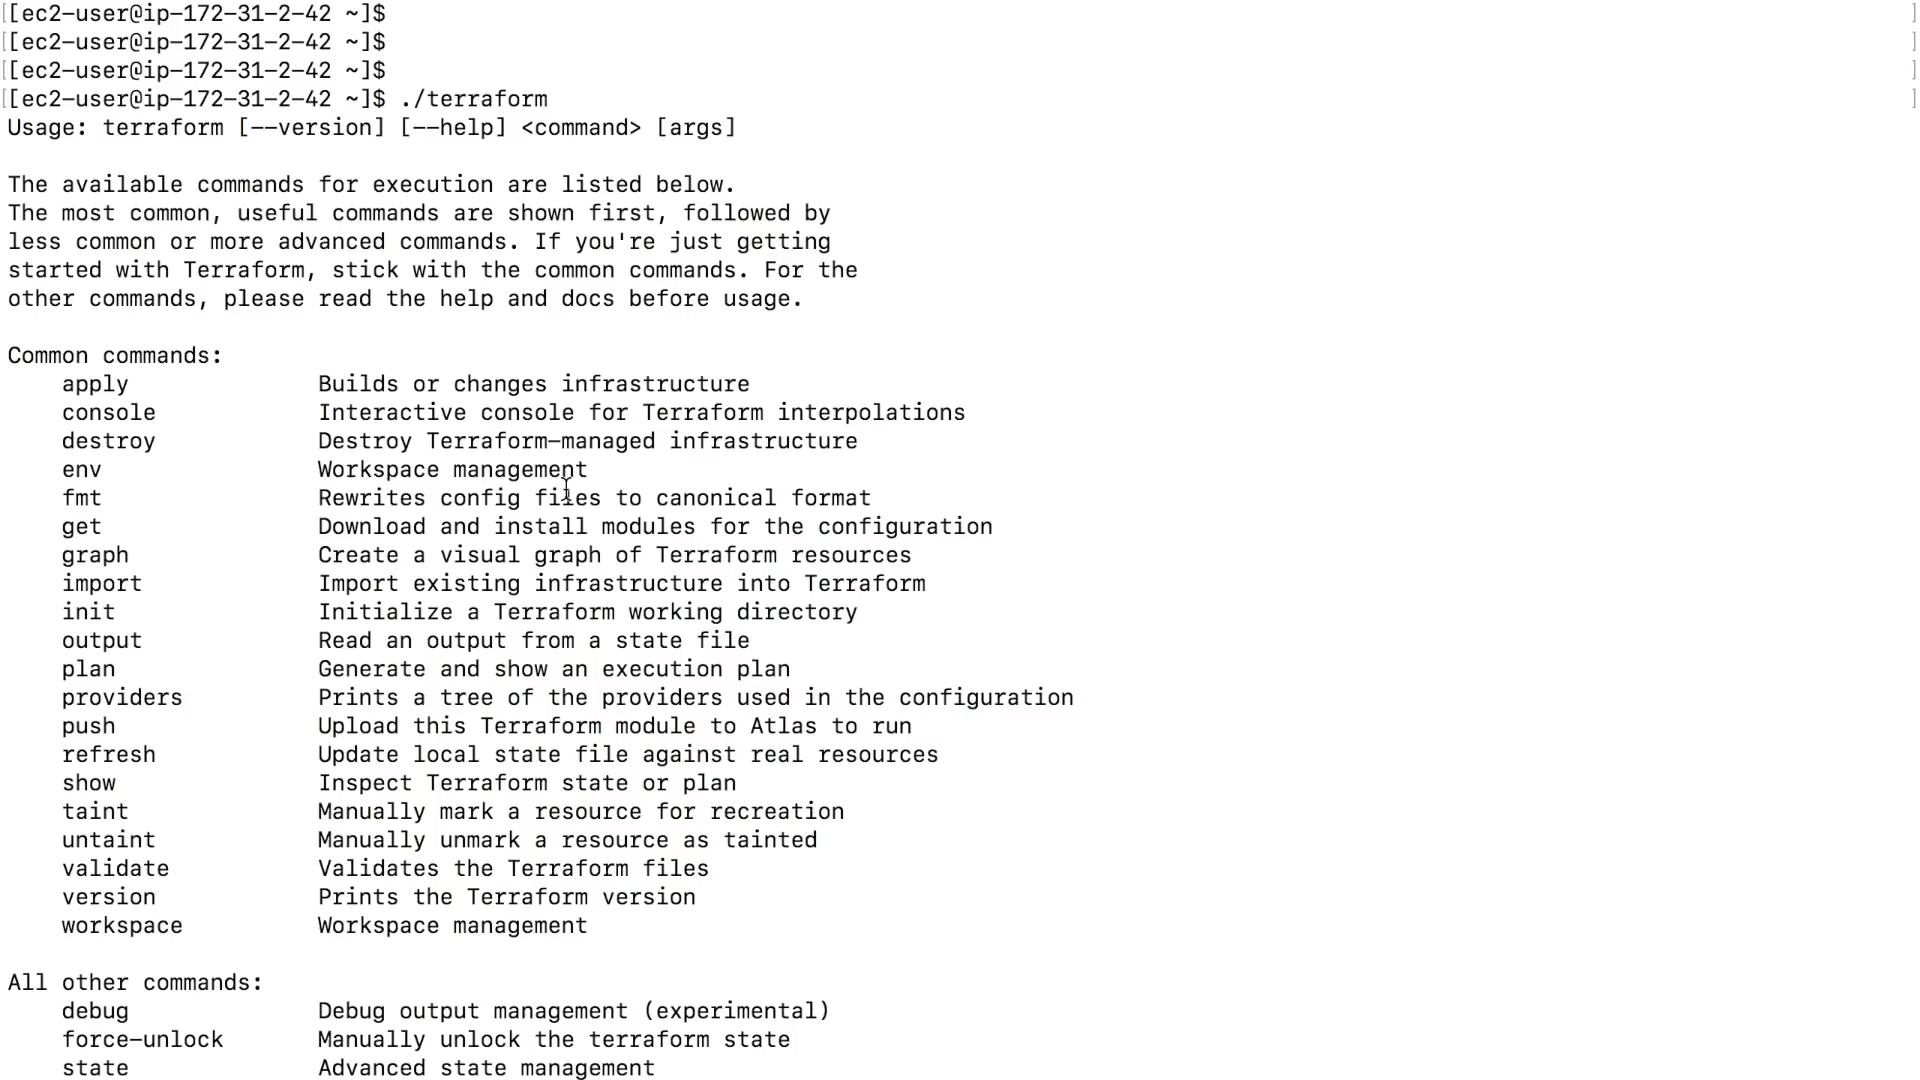 [[ec2-user@ip-172-31-2-42 ~]$ ]
[[ec2-user@ip-172-31-2-42 ~]$ ]
[[ec2-user@ip-172-31-2-42 ~]$ ]
[[ec2-user@ip-172-31-2-42 ~]$ ./terraform ]
Usage: terraform [--version] [--help] <command> [args]

The available commands for execution are listed below.
The most common, useful commands are shown first, followed by
less common or more advanced commands. If you're just getting
started with Terraform, stick with the common commands. For the
other commands, please read the help and docs before usage.

Common commands:
    apply              Builds or changes infrastructure
    console            Interactive console for Terraform interpolations
    destroy            Destroy Terraform-managed infrastructure
    env                Workspace management
    fmt                Rewrites config files to canonical format
    get                Download and install modules for the configuration
    graph              Create a visual graph of Terraform resources
    import             Import existing infrastructure into Terraform
    init               Initialize a Terraform working directory
    output             Read an output from a state file
    plan               Generate and show an execution plan
    providers          Prints a tree of the providers used in the configuration
    push               Upload this Terraform module to Atlas to run
    refresh            Update local state file against real resources
    show               Inspect Terraform state or plan
    taint              Manually mark a resource for recreation
    untaint            Manually unmark a resource as tainted
    validate           Validates the Terraform files
    version            Prints the Terraform version
    workspace          Workspace management

All other commands:
    debug              Debug output management (experimental)
    force-unlock       Manually unlock the terraform state
    state              Advanced state management